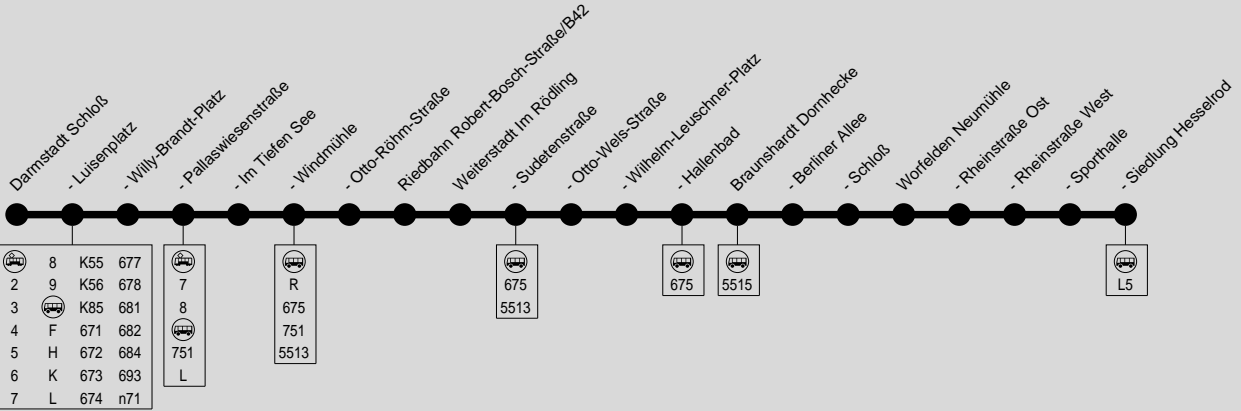 Darmstadt Schloß
- Luisenplatz
- Willy-Brandt-Platz
- Pallaswiesenstraße
- Im Tiefen See
- Windmühle
- Otto-Röhm-Straße
Riedbahn Robert-Bosch-Straße/B42
Weiterstadt Im Rödling
- Sudetenstraße
- Otto-Wels-Straße
- Wilhelm-Leuschner-Platz
- Hallenbad
Braunshardt Dornhecke
- Berliner Allee
- Schloß
Worfelden Neumühle
- Rheinstraße Ost
- Rheinstraße West
- Sporthalle
- Siedlung Hesselrod
8 K55 677
2 9 K56 678
3 K85 681
4 F 671 682
5 H 672 684
6 K 673 693
7 L 674 n71
7
8
751
L
R
675
751
5513
675
5513
675
5515
L5